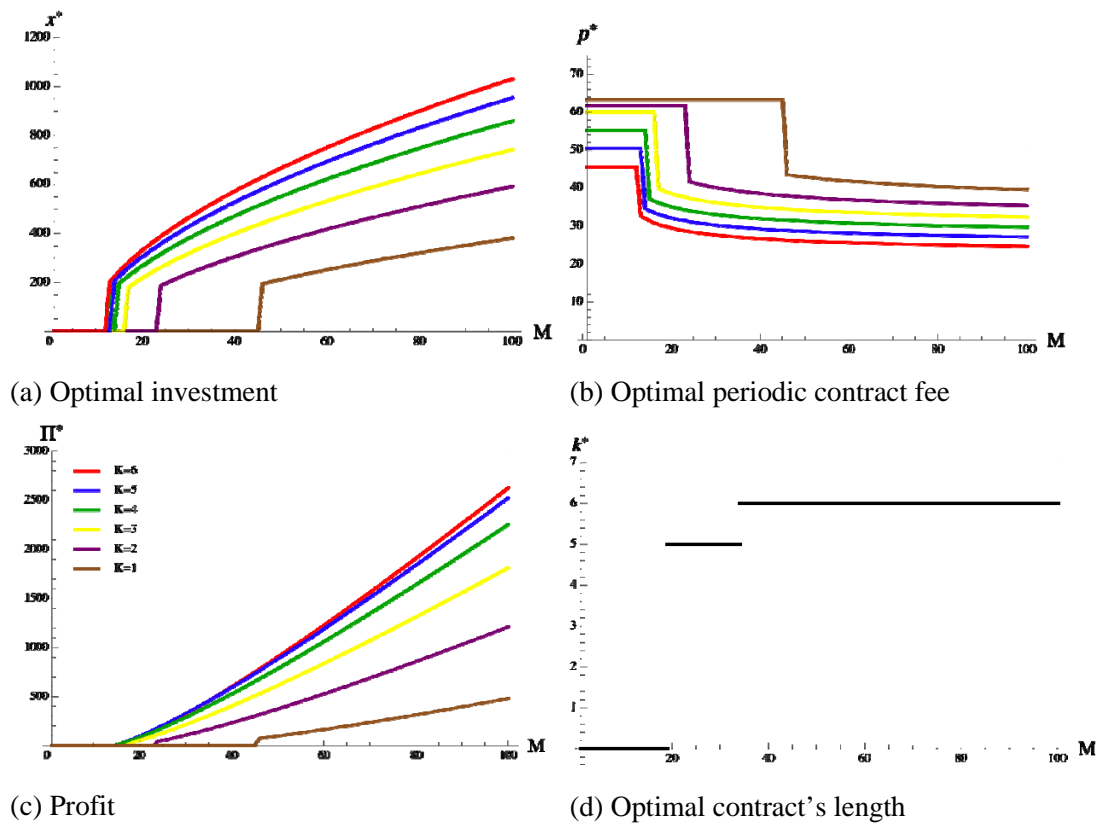 x*
1200
1000
800
600
400
200
0 20 40 60 80 100 M
(a) Optimal investment
p*
70
60
50
40
30
20
10
0 20 40 60 80 100 M
(b) Optimal periodic contract fee
Π*
3000
2500
2000
1500
1000
500
K=6
K=5
K=4
K=3
K=2
K=1
0 20 40 60 80 100 M
(c) Profit
k*
7
6
5
4
3
2
1
0 20 40 60 80 100 M
(d) Optimal contract’s length